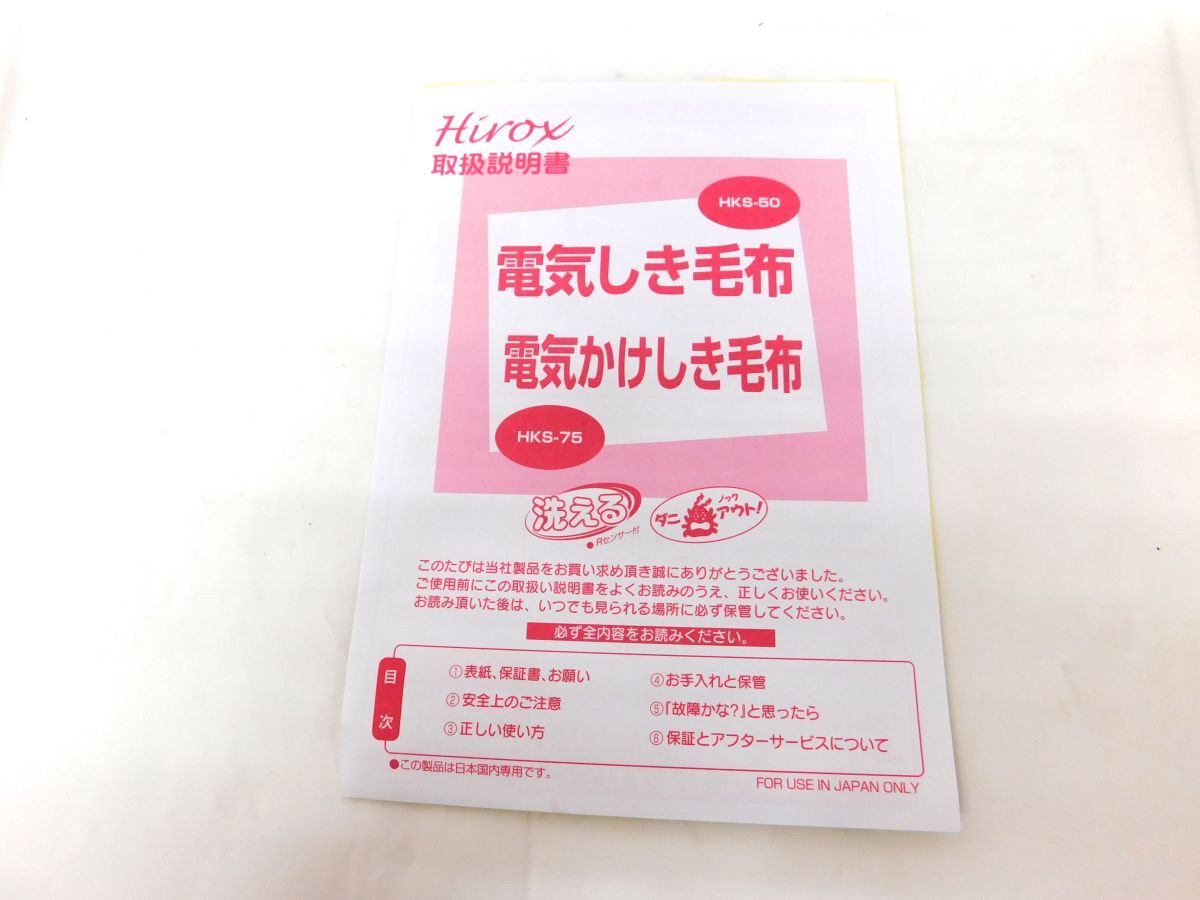 Hirox
取扱説明書
HKS-50
電気しき毛布
電気かけしき毛布
HKS-75
洗える
●Rセンサー付
ダニ
ノック
アウト!
このたびは当社製品をお買い求め頂き誠にありがとうございました。
ご使用前にこの取扱い説明書をよくお読みのうえ、正しくお使いください。
お読み頂いた後は、いつでも見られる場所に必ず保管してください。
必ず全内容をお読みください。
目次
①表紙、保証書、お願い
②安全上のご注意
③正しい使い方
④お手入れと保管
⑤「故障かな?」と思ったら
⑥保証とアフターサービスについて
●この製品は日本国内専用です。
FOR USE IN JAPAN ONLY